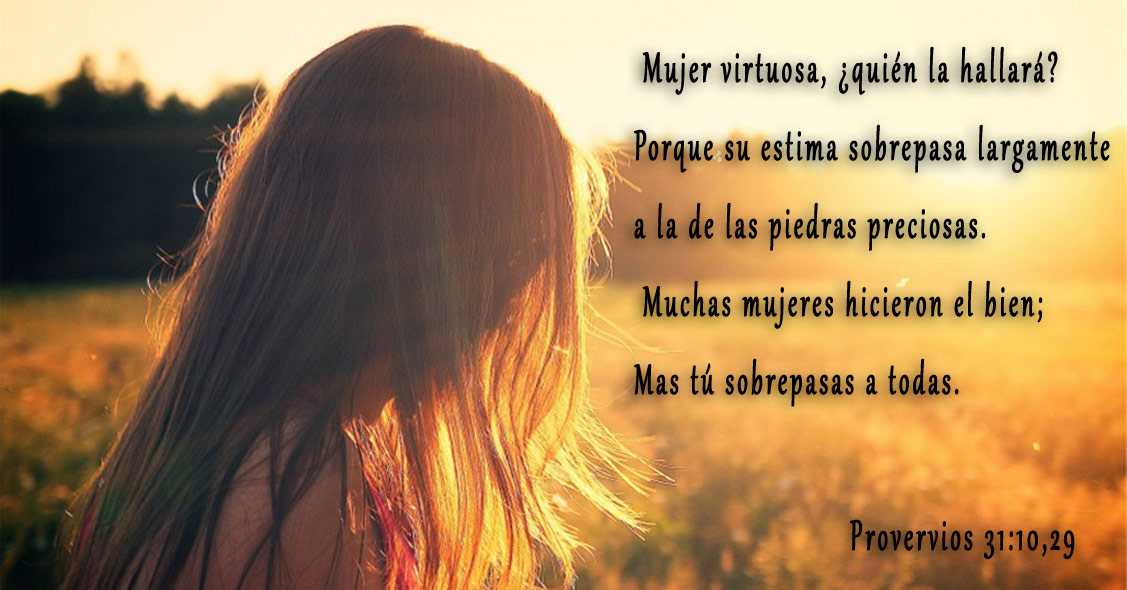 Mujer virtuosa, ¿quién la hallará?
Porque su estima sobrepasa largamente
a la de las piedras preciosas.
Muchas mujeres hicieron el bien;
Mas tú sobrepasas a todas.
Provervios 31:10,29